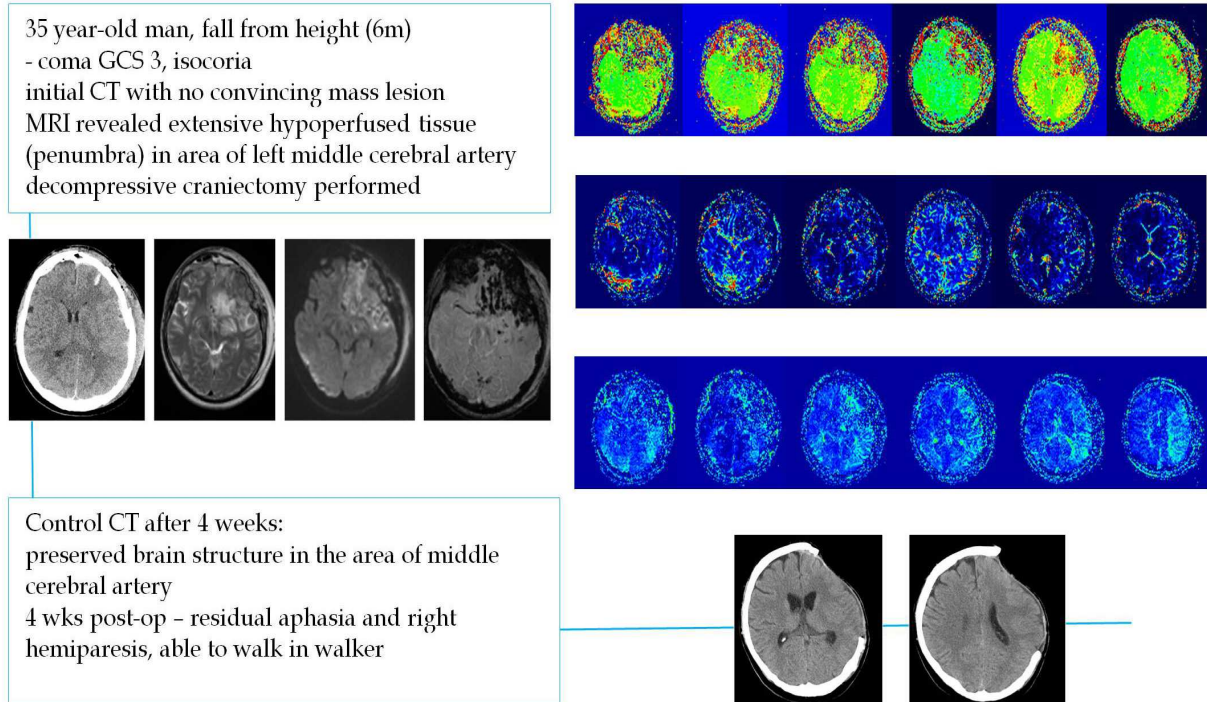 35 year-old man, fall from height (6m)
- coma GCS 3, isocoria
initial CT with no convincing mass lesion
MRI revealed extensive hypoperfused tissue
(penumbra) in area of left middle cerebral artery
decompressive craniectomy performed
Control CT after 4 weeks:
preserved brain structure in the area of middle
cerebral artery
4 wks post-op – residual aphasia and right
hemiparesis, able to walk in walker